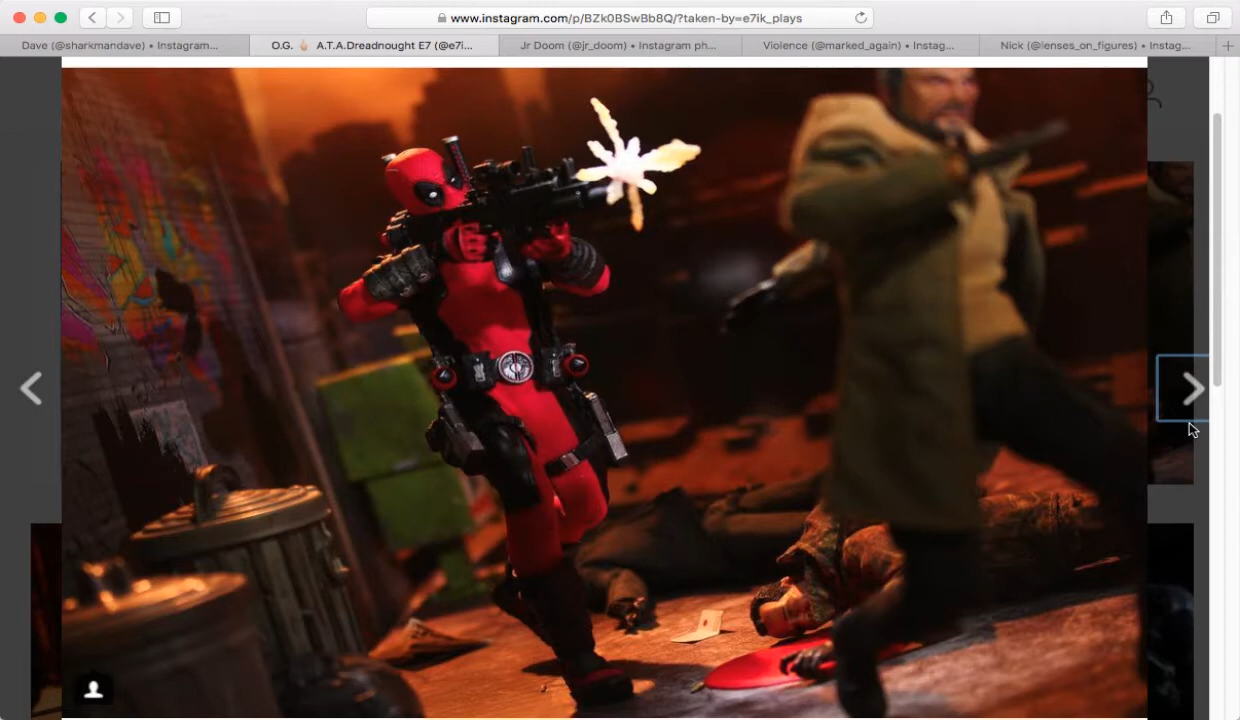 www.instagram.com/p/BZk0BSwBb8Q/?taken-by=e7ik_plays
Dave (@sharkmandave) • Instagram...
O.G. 🖕🏻 A.T.A.Dreadnought E7 (@e7i...
Jr Doom (@jr_doom) • Instagram ph...
Violence (@marked_again) • Instag...
Nick (@lenses_on_figures) • Instag...